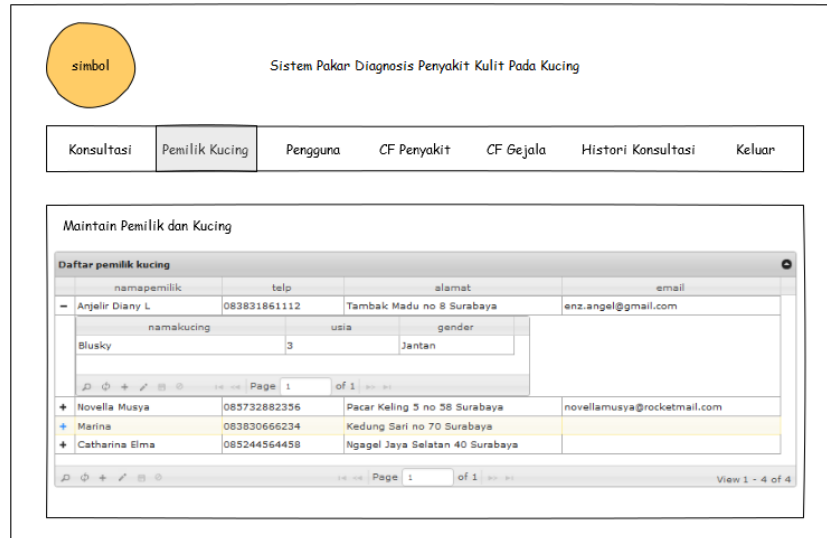 simbol
Sistem Pakar Diagnosis Penyakit Kulit Pada Kucing
Konsultasi Pemilik Kucing Pengguna CF Penyakit CF Gejala Histori Konsultasi Keluar
Maintain Pemilik dan Kucing
Daftar pemilik kucing
namapemilik telp alamat email
Anjelir Diany L 083831861112 Tambak Madu no 8 Surabaya enz.angel@gmail.com
namakucing usia gender
Blusky 3 Jantan
Page 1 of 1
Novella Musya 085732882356 Pacar Keling 5 no 58 Surabaya novellamusya@rocketmail.com
Marina 083830666234 Kedung Sari no 70 Surabaya
Catharina Elma 085244564458 Ngagel Jaya Selatan 40 Surabaya
Page 1 of 1 View 1 - 4 of 4